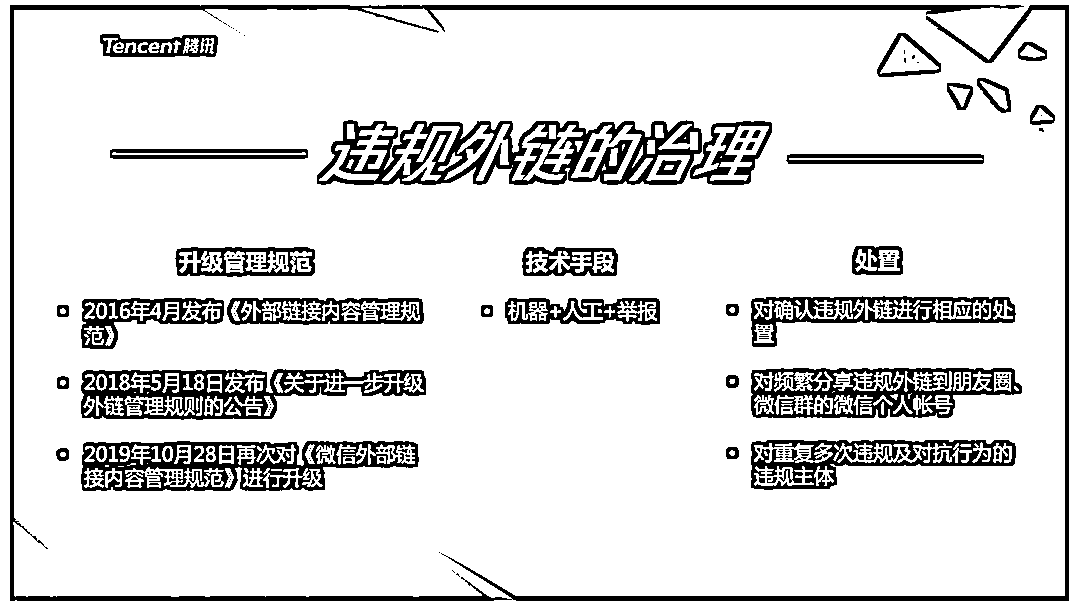 Tencent 腾讯
违规外链的治理
升级管理规范
2016年4月发布《外部链接内容管理规
范》
2018年5月18日发布《关于进一步升级
外链管理规则的公告》
2019年10月28日再次对《微信外部链
接内容管理规范》进行升级
技术手段
机器+人工+举报
处置
对确认违规外链进行相应的处
置
对频繁分享违规外链到朋友圈、
微信群的微信个人帐号
对重复多次违规及对抗行为的
违规主体